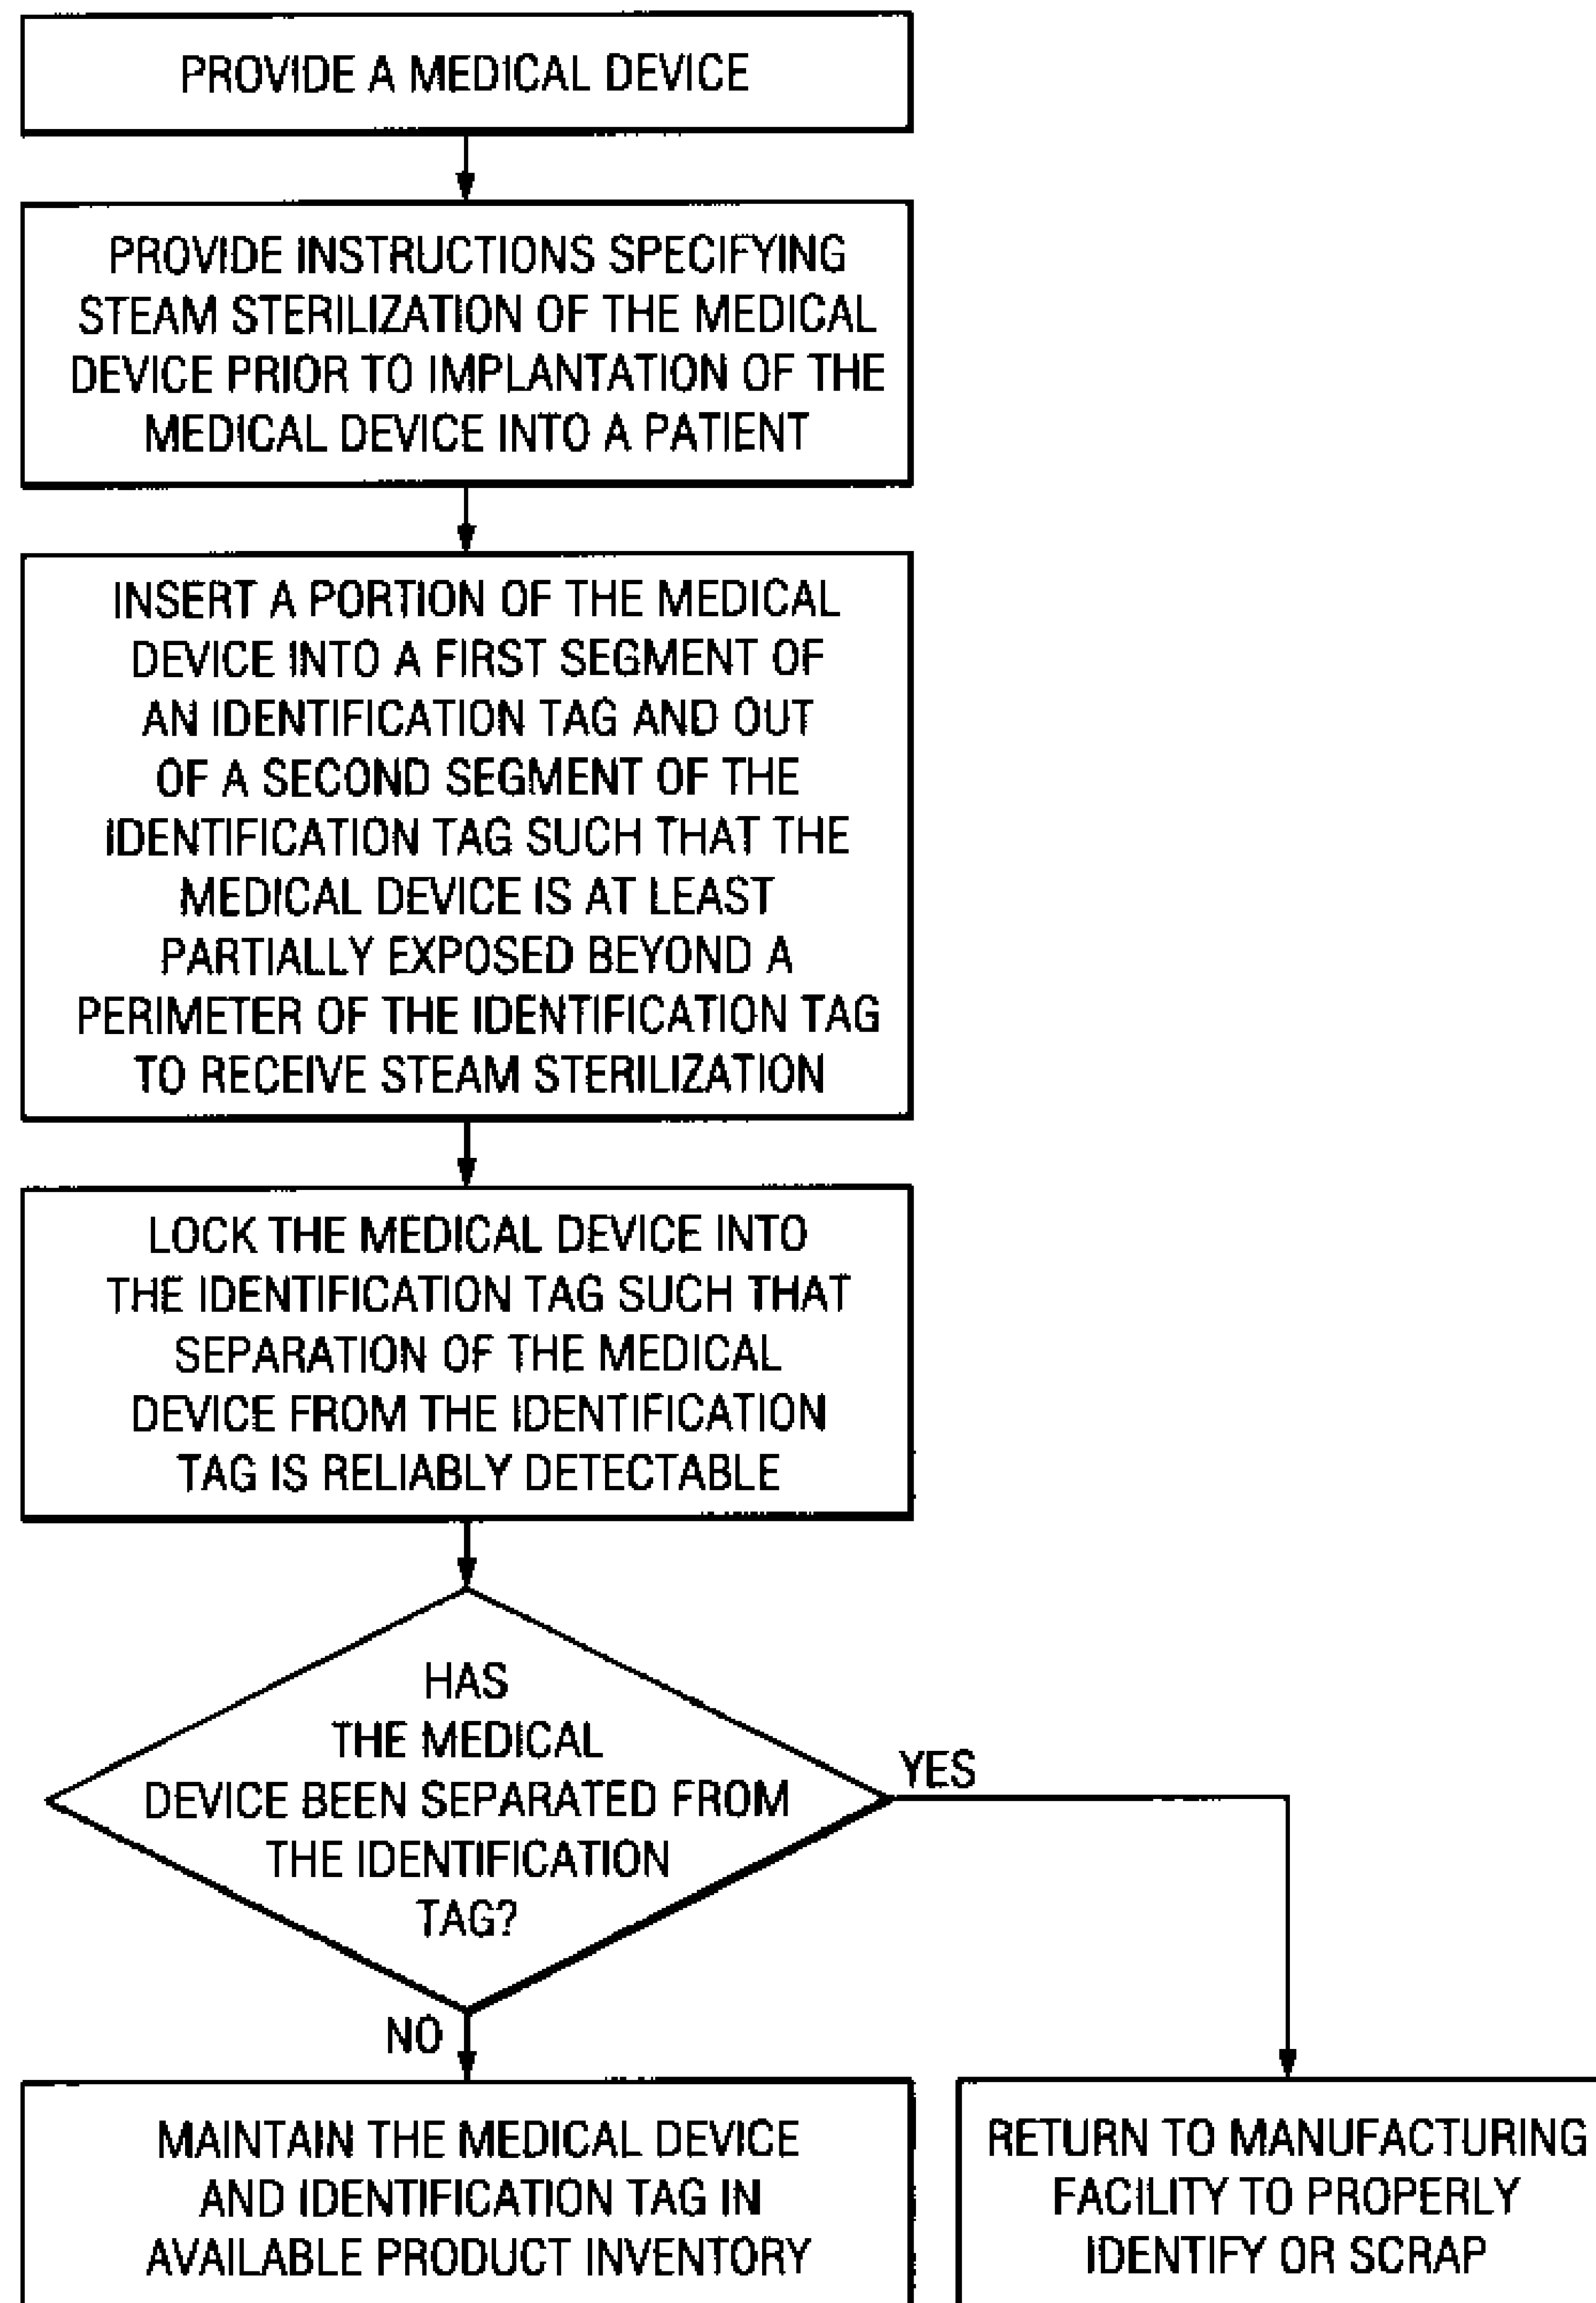 PROVIDE A MEDICAL DEVICE
PROVIDE INSTRUCTIONS SPECIFYING
STEAM STERILIZATION OF THE MEDICAL
DEVICE PRIOR TO IMPLANTATION OF THE
MEDICAL DEVICE INTO A PATIENT
INSERT A PORTION OF THE MEDICAL
DEVICE INTO A FIRST SEGMENT OF
AN IDENTIFICATION TAG AND OUT
OF A SECOND SEGMENT OF THE
IDENTIFICATION TAG SUCH THAT THE
MEDICAL DEVICE IS AT LEAST
PARTIALLY EXPOSED BEYOND A
PERIMETER OF THE IDENTIFICATION TAG
TO RECEIVE STEAM STERILIZATION
LOCK THE MEDICAL DEVICE INTO
THE IDENTIFICATION TAG SUCH THAT
SEPARATION OF THE MEDICAL
DEVICE FROM THE IDENTIFICATION
TAG IS RELIABLY DETECTABLE
HAS
THE MEDICAL
DEVICE BEEN SEPARATED FROM
THE IDENTIFICATION
TAG?
YES
NO
MAINTAIN THE MEDICAL DEVICE
AND IDENTIFICATION TAG IN
AVAILABLE PRODUCT INVENTORY
RETURN TO MANUFACTURING
FACILITY TO PROPERLY
IDENTIFY OR SCRAP